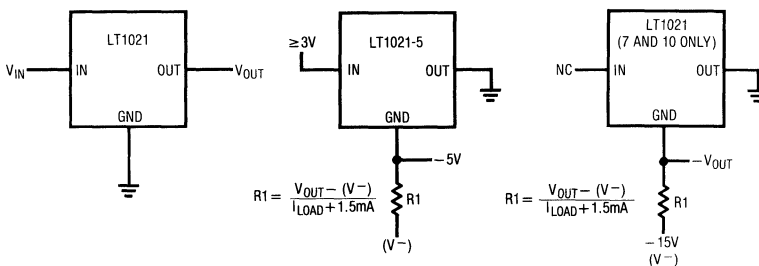 LT1021
V_IN
IN
OUT
V_OUT
GND
≥3V
LT1021-5
IN
OUT
GND
−5V
R1 = V_OUT − (V⁻)
I_LOAD + 1.5mA
R1
(V⁻)
LT1021
(7 AND 10 ONLY)
NC
IN
OUT
GND
−V_OUT
R1 = V_OUT − (V⁻)
I_LOAD + 1.5mA
R1
−15V
(V⁻)